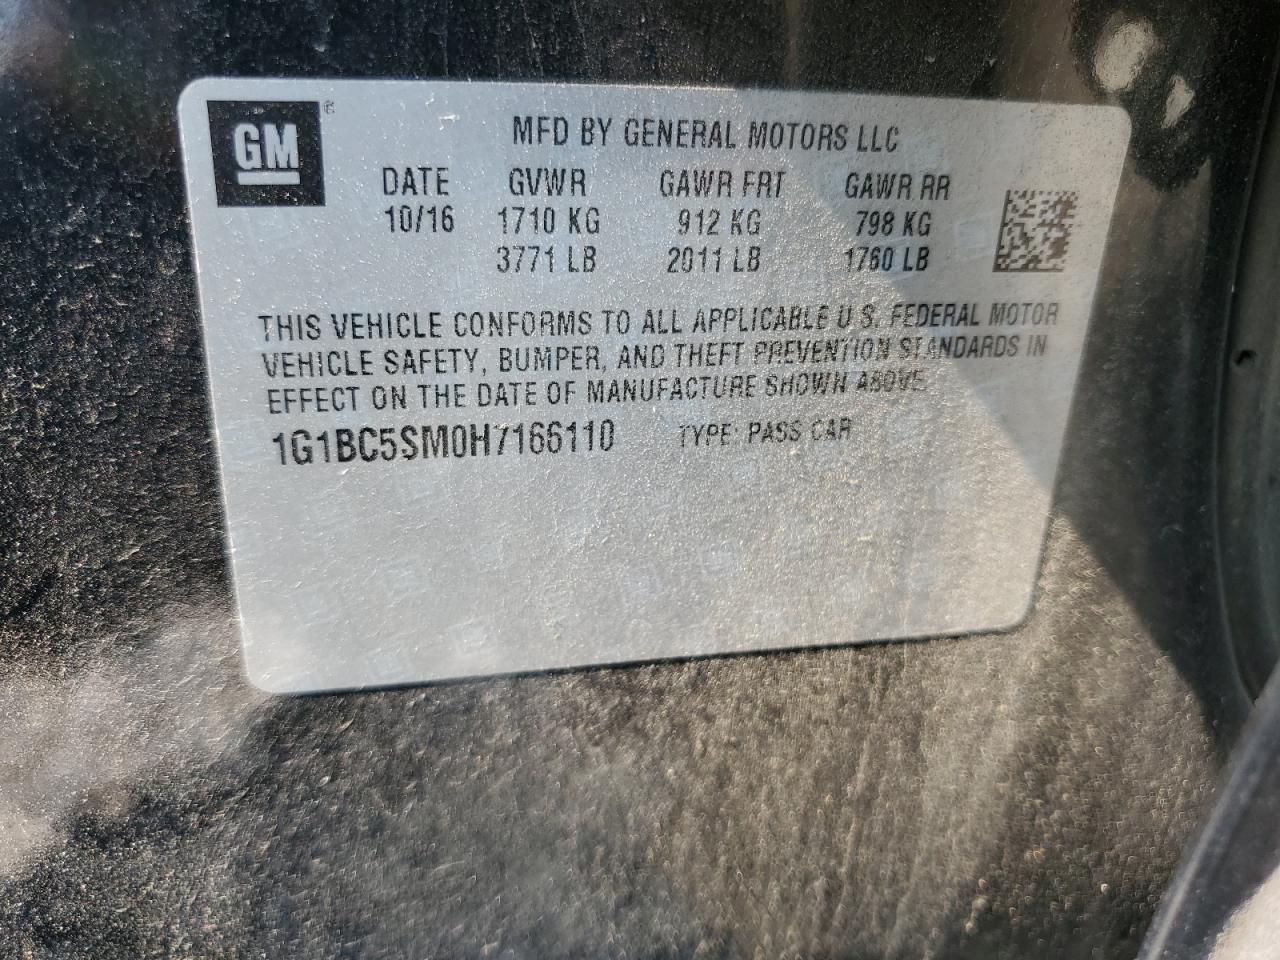 GM ®
MFD BY GENERAL MOTORS LLC
DATE GVWR GAWR FRT GAWR RR
10/16 1710 KG 912 KG 798 KG
3771 LB 2011 LB 1760 LB
THIS VEHICLE CONFORMS TO ALL APPLICABLE U.S. FEDERAL MOTOR
VEHICLE SAFETY, BUMPER, AND THEFT PREVENTION STANDARDS IN
EFFECT ON THE DATE OF MANUFACTURE SHOWN ABOVE.
1G1BC5SM0H7166110 TYPE: PASS CAR